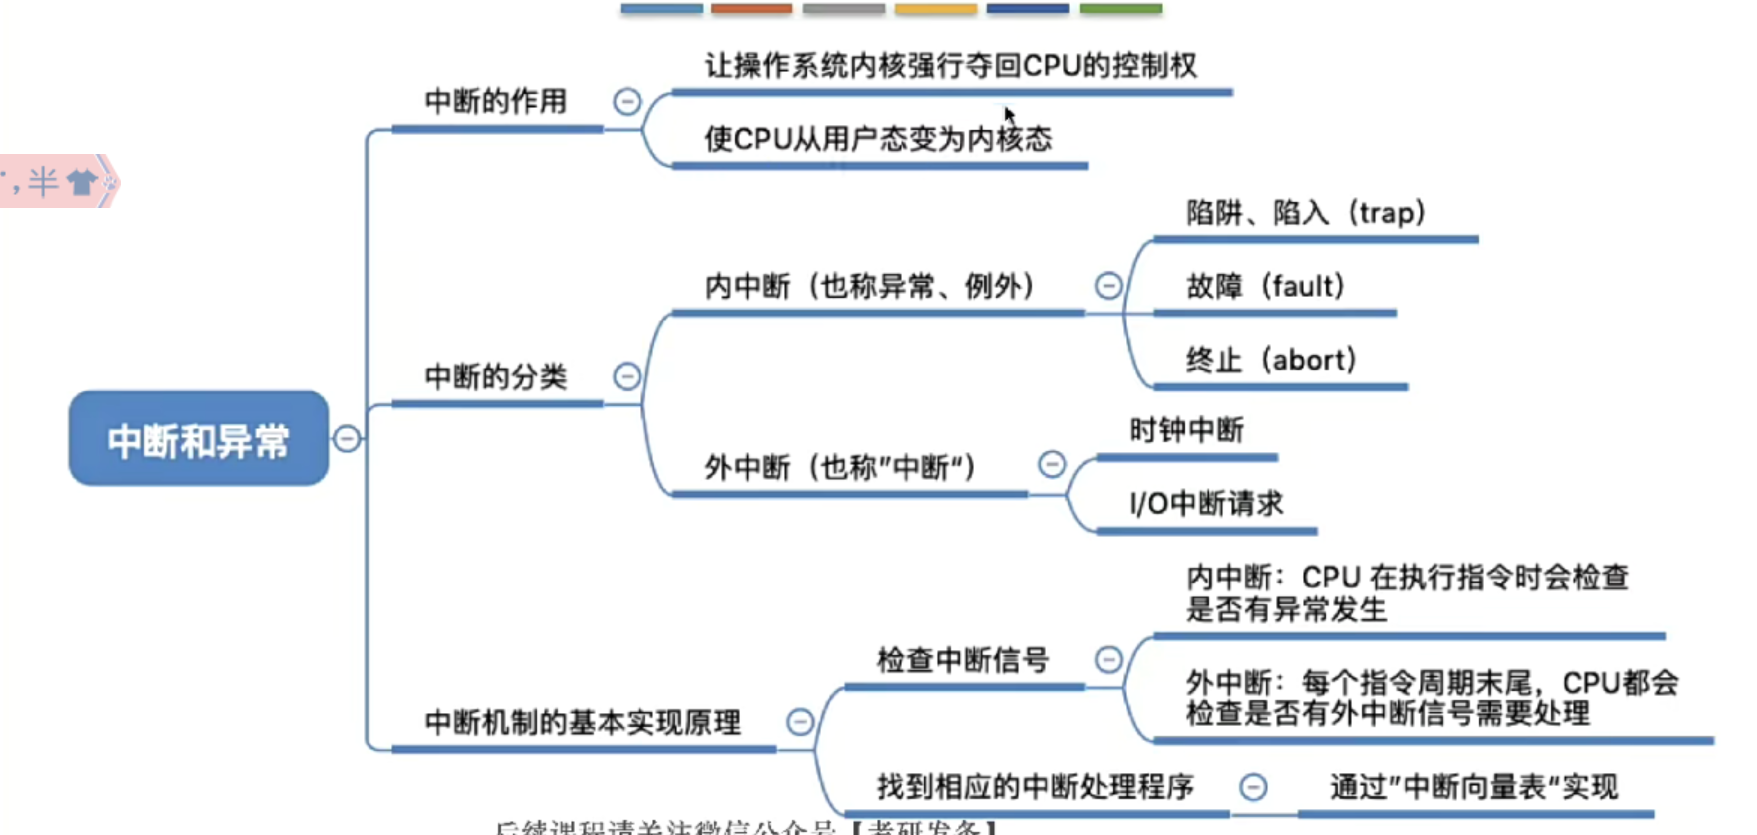 让操作系统内核强行夺回CPU的控制权
中断的作用
使CPU从用户态变为内核态
，半
陷阱、陷入（trap）
内中断（也称异常、例外）
故障（fault）
终止（abort）
中断的分类
时钟中断
中断和异常
外中断（也称”中断“）
I/O中断请求
内中断：CPU 在执行指令时会检查
是否有异常发生
检查中断信号
外中断：每个指令周期末尾，CPU都会
检查是否有外中断信号需要处理
中断机制的基本实现原理
找到相应的中断处理程序
通过”中断向量表“实现
后续课程请关注微信公众号【考研发条】